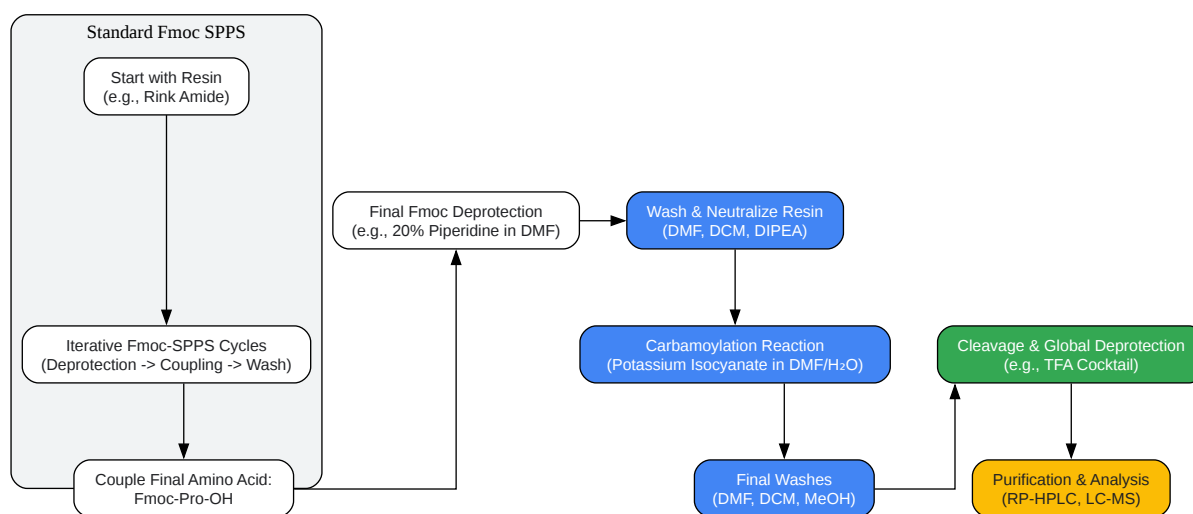 Standard Fmoc SPPS
Start with Resin
(e.g., Rink Amide)
Iterative Fmoc-SPPS Cycles
(Deprotection -> Coupling -> Wash)
Couple Final Amino Acid:
Fmoc-Pro-OH
Final Fmoc Deprotection
(e.g., 20% Piperidine in DMF)
Wash & Neutralize Resin
(DMF, DCM, DIPEA)
Carbamoylation Reaction
(Potassium Isocyanate in DMF/H₂O)
Final Washes
(DMF, DCM, MeOH)
Cleavage & Global Deprotection
(e.g., TFA Cocktail)
Purification & Analysis
(RP-HPLC, LC-MS)